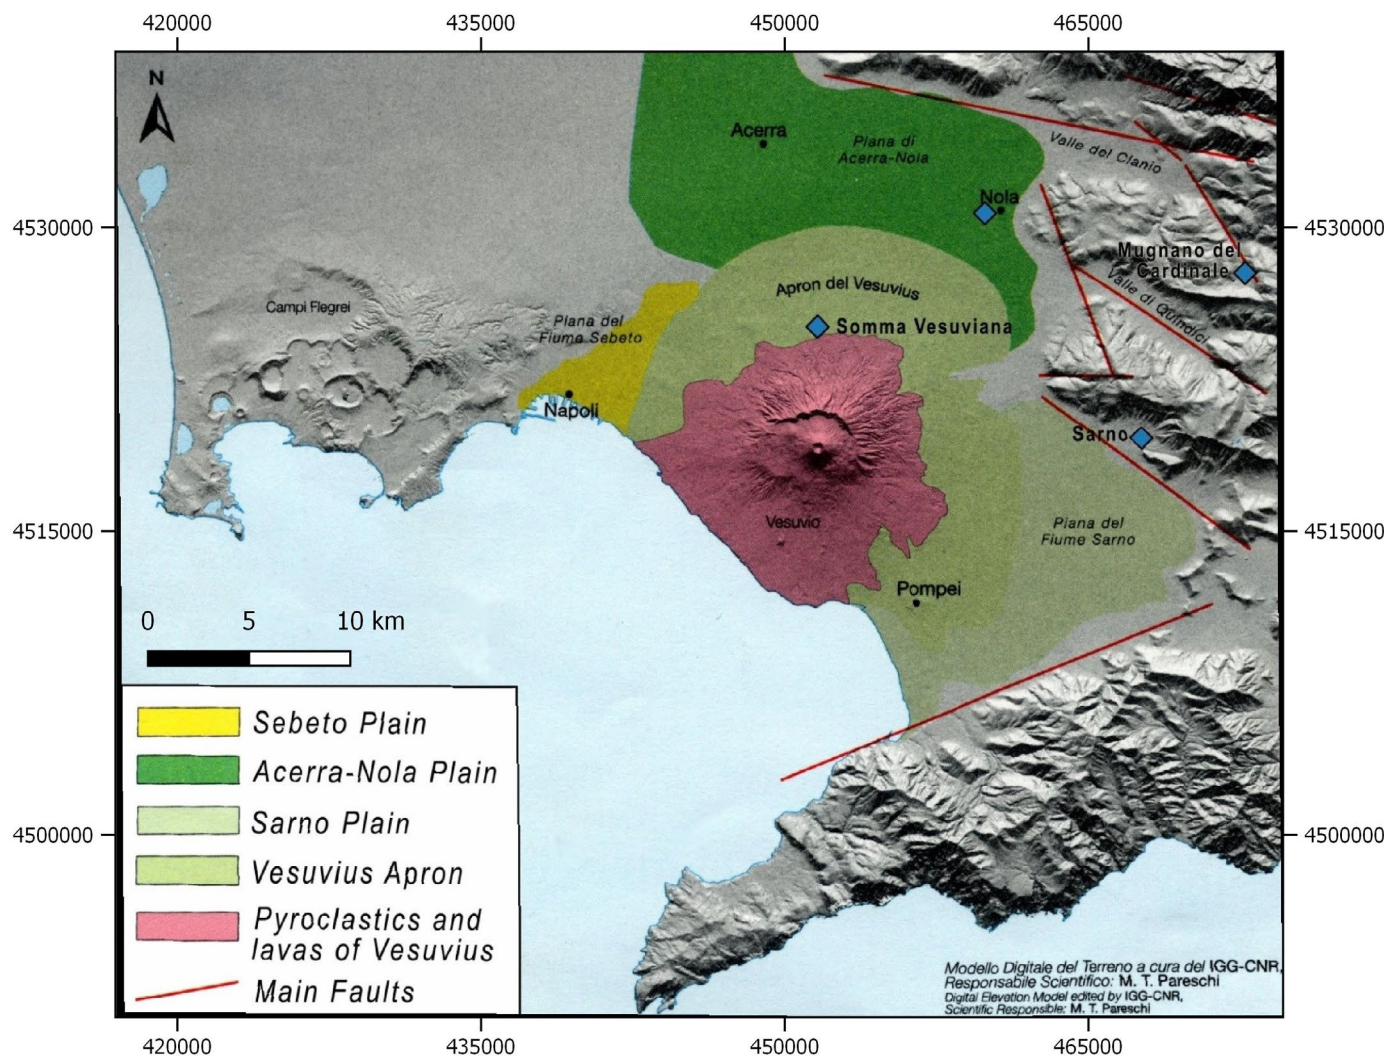 420000
435000
450000
465000
N
Acerra
Piana di
Acerra-Nola
Valle del Clanio
Nola
4530000
4530000
Mugnano del
Cardinale
Apron del Vesuvius
Valle di Quindici
Campi Flegrei
Piana del
Fiume Sebeto
Somma Vesuviana
Napoli
Sarno
Vesuvio
Piana del
Fiume Sarno
4515000
4515000
Pompei
0 5 10 km
Sebeto Plain
Acerra-Nola Plain
Sarno Plain
Vesuvius Apron
Pyroclastics and
lavas of Vesuvius
Main Faults
4500000
4500000
Modello Digitale del Terreno a cura del IGG-CNR,
Responsabile Scientifico: M. T. Pareschi
Digital Elevation Model edited by IGG-CNR,
Scientific Responsible: M. T. Pareschi
420000
435000
450000
465000